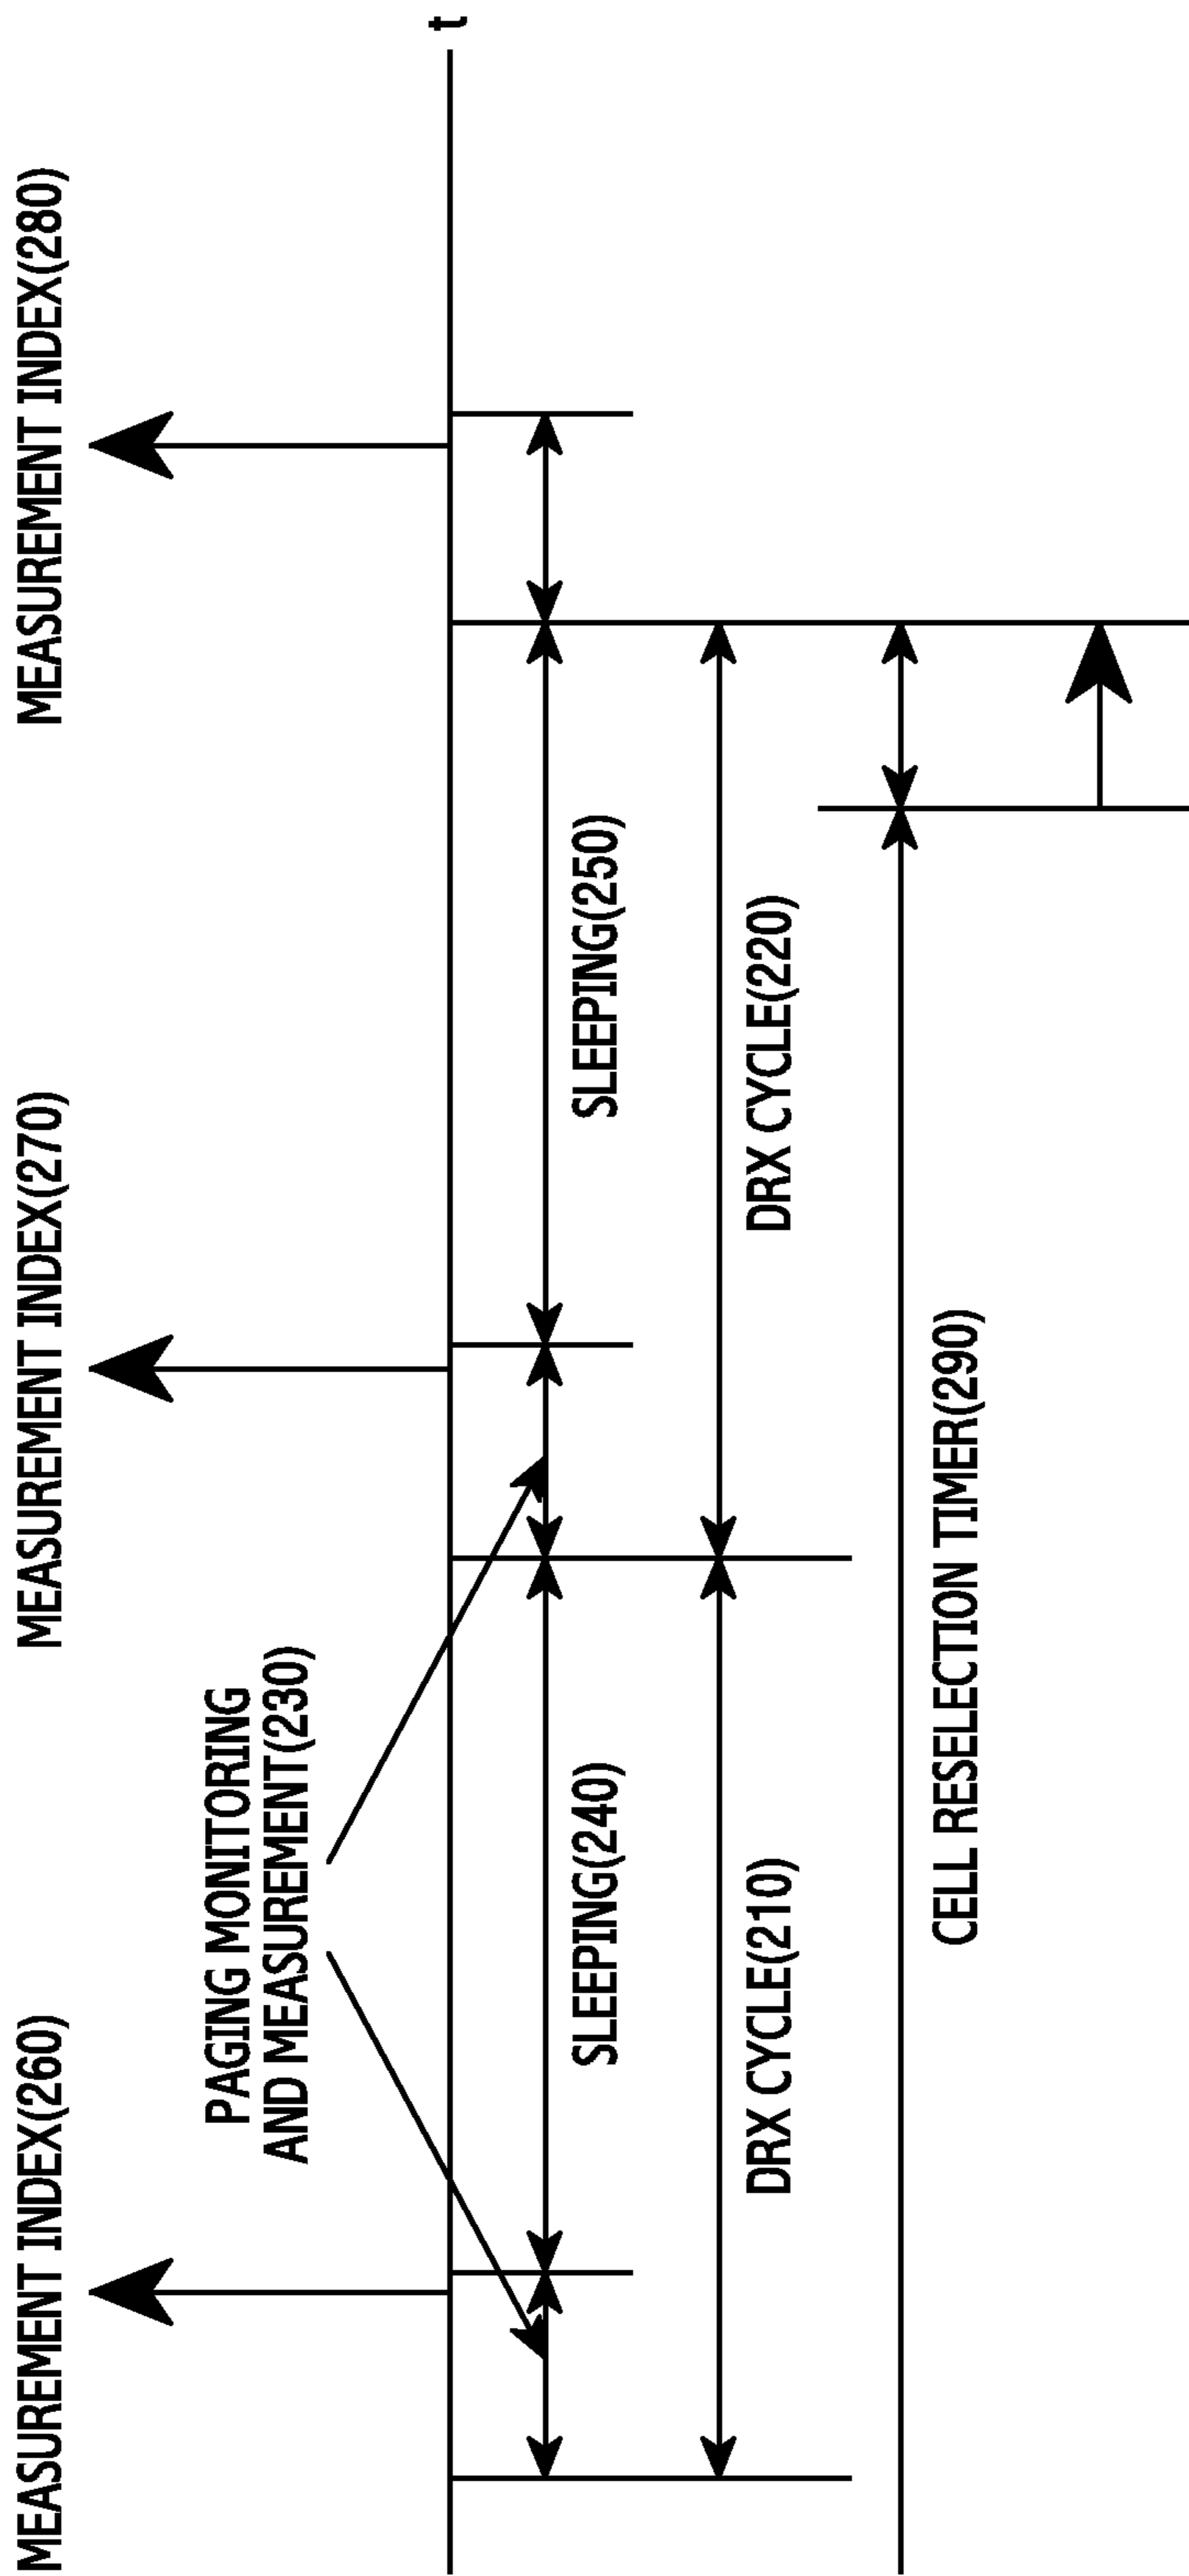 MEASUREMENT INDEX(260)
MEASUREMENT INDEX(270)
MEASUREMENT INDEX(280)
PAGING MONITORING
AND MEASUREMENT(230)
t
SLEEPING(240)
SLEEPING(250)
DRX CYCLE(210)
DRX CYCLE(220)
CELL RESELECTION TIMER(290)